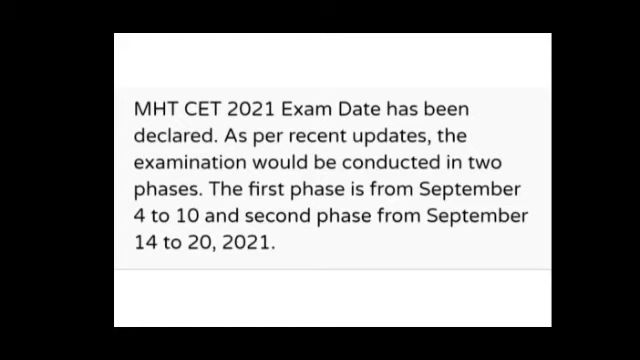 MHT CET 2021 Exam Date has been
declared. As per recent updates, the
examination would be conducted in two
phases. The first phase is from September
4 to 10 and second phase from September
14 to 20, 2021.